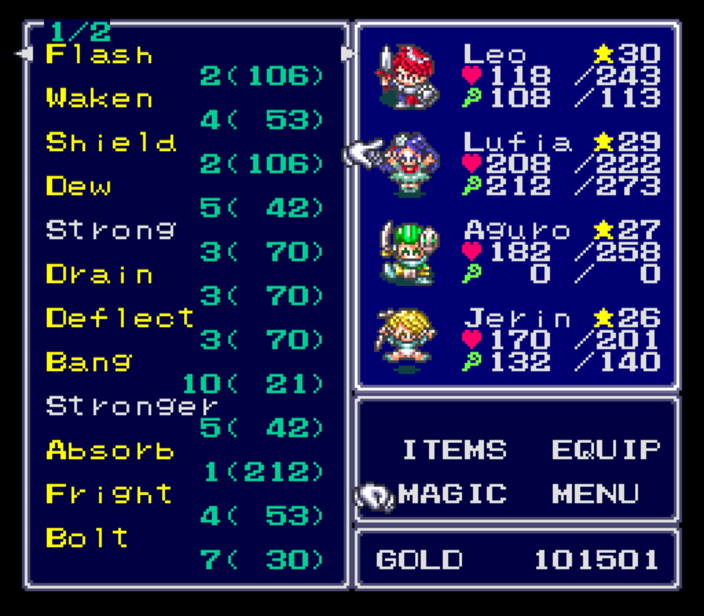 1/2
Flash
2(106)
Waken
4( 53)
Shield
2(106)
Dew
5( 42)
Strong
3( 70)
Drain
3( 70)
Deflect
3( 70)
Bang
10( 21)
Stronger
5( 42)
Absorb
1(212)
Fright
4( 53)
Bolt
7( 30)
Leo ★30
♥118 /243
108 /113
Lufia ★29
♥208 /222
212 /273
Aguro ★27
♥182 /258
0 / 0
Jerin ★26
♥170 /201
132 /140
ITEMS EQUIP
MAGIC MENU
GOLD 101501